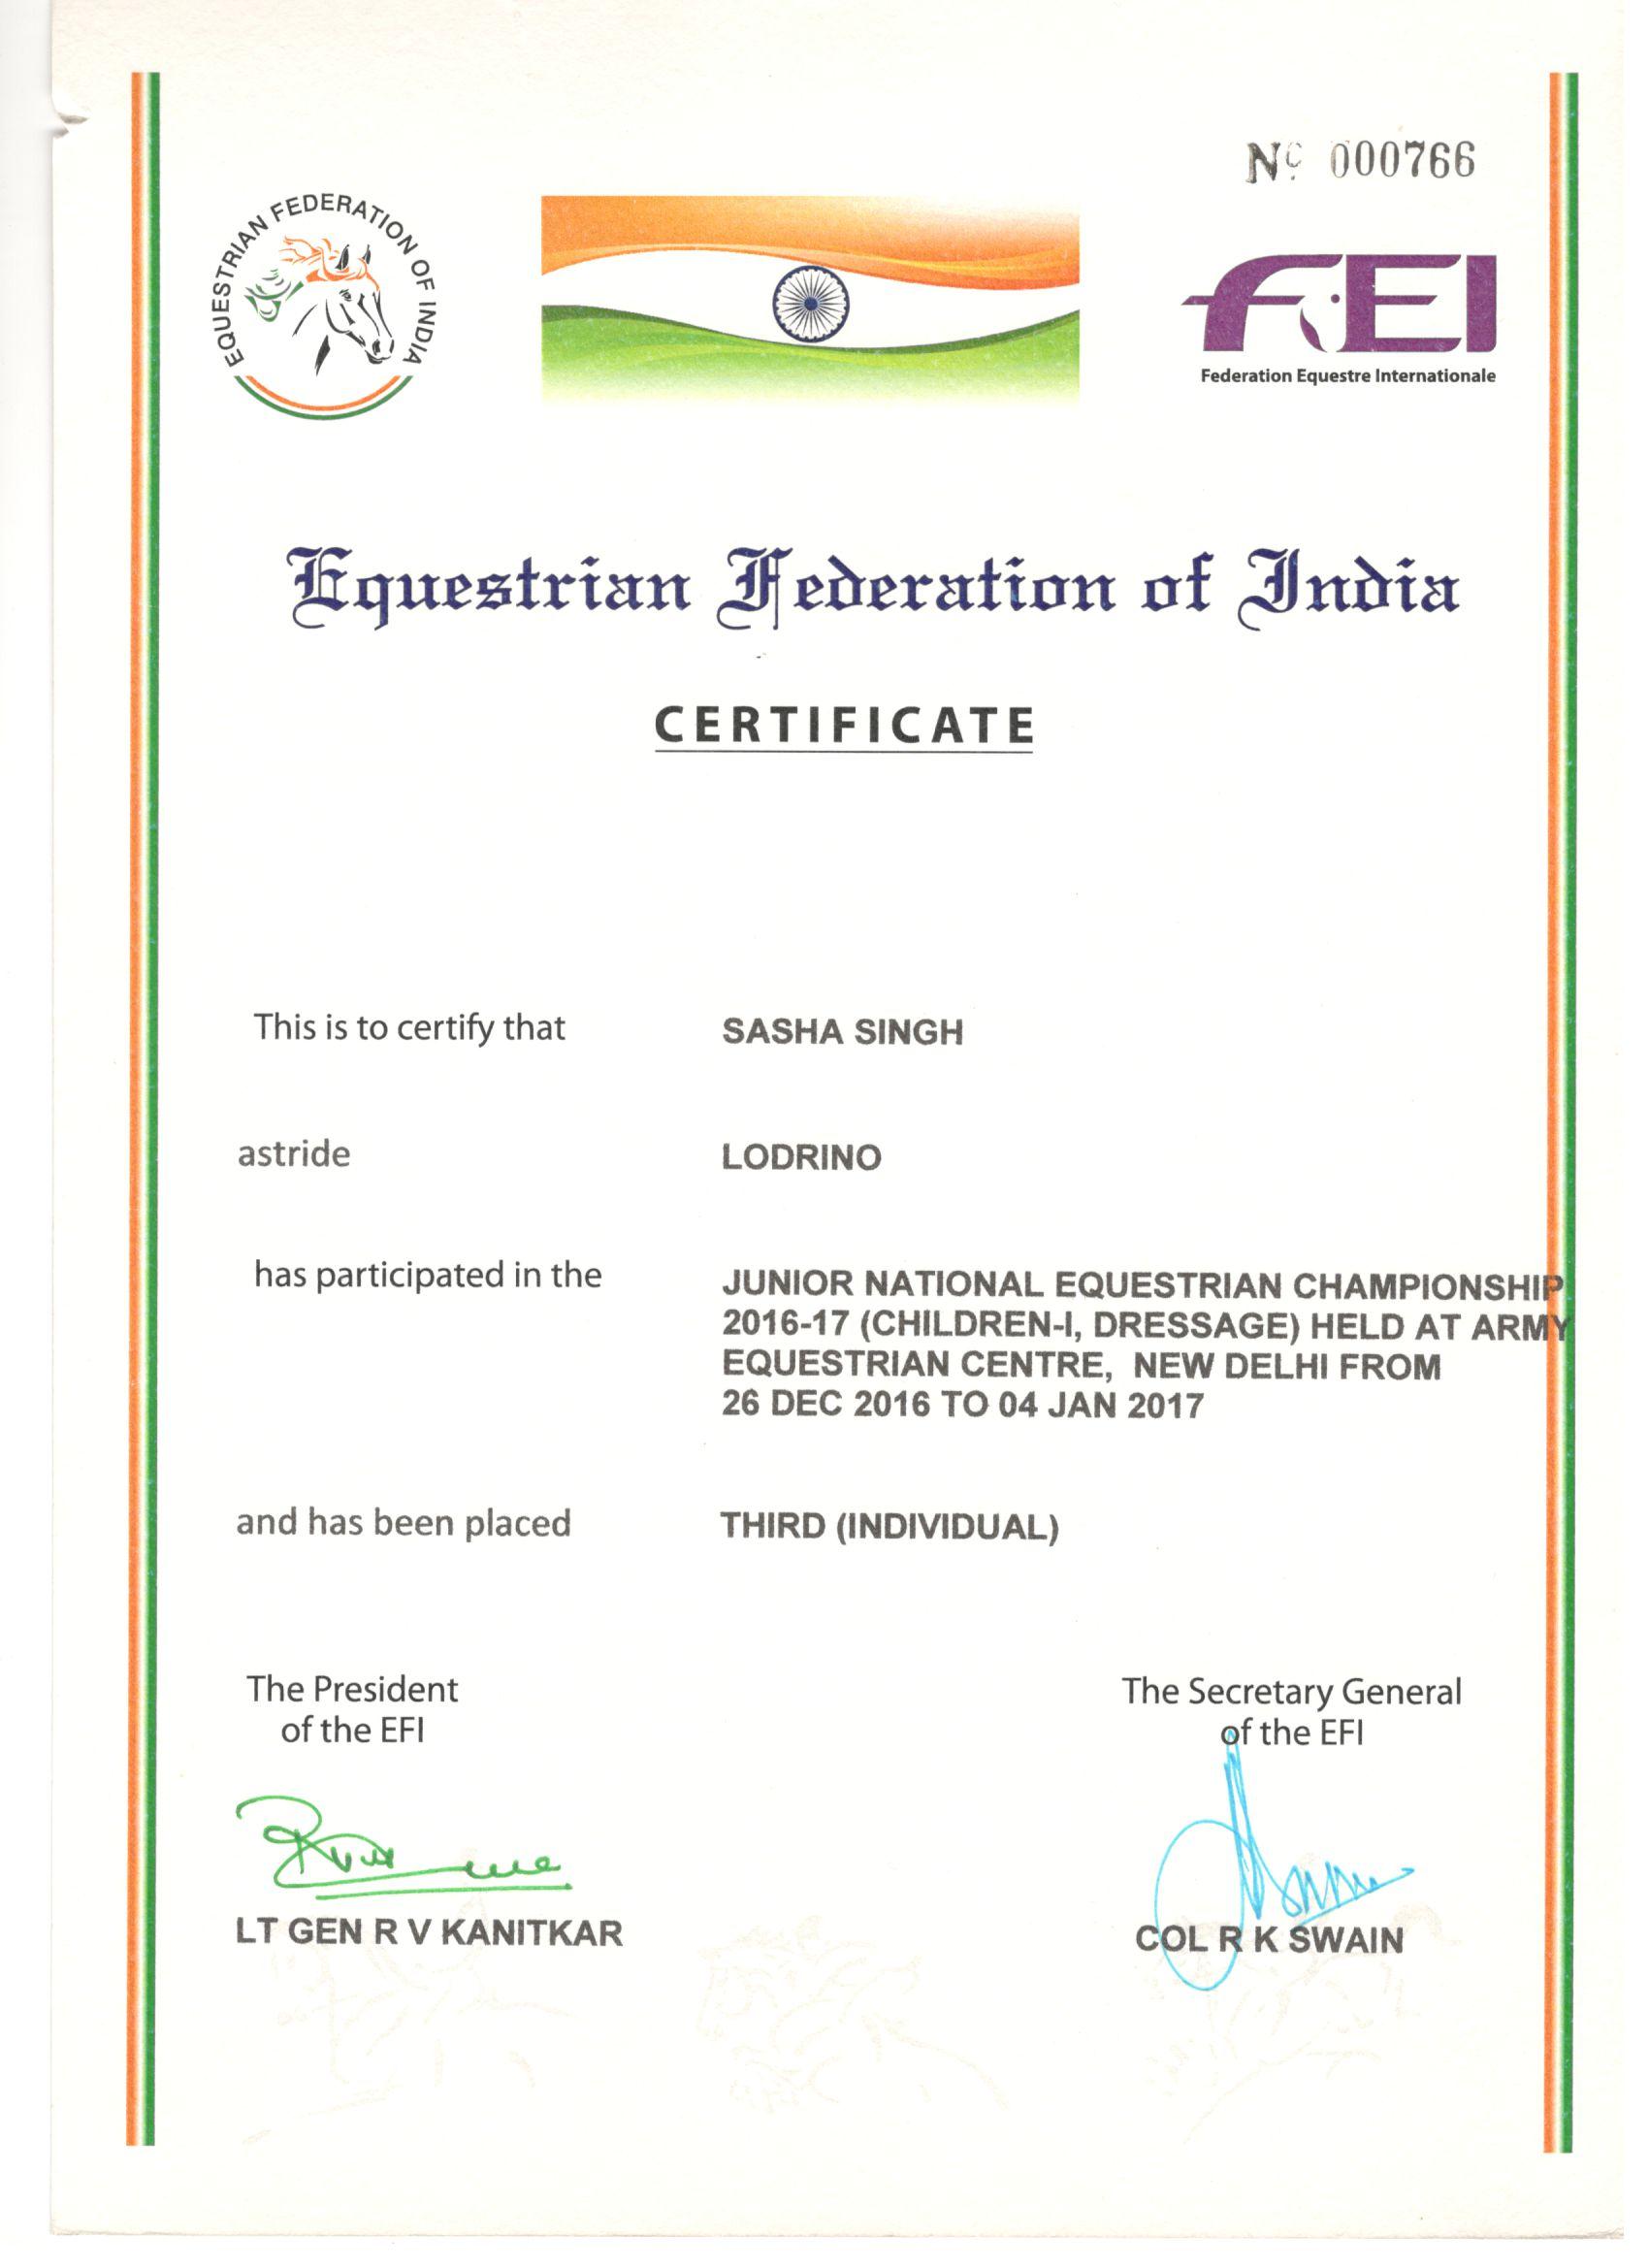 Nº 000766
EQUESTRIAN FEDERATION OF INDIA
FEI
Federation Equestre Internationale
Equestrian Federation of India
CERTIFICATE
This is to certify that SASHA SINGH
astride LODRINO
has participated in the JUNIOR NATIONAL EQUESTRIAN CHAMPIONSHIP
2016-17 (CHILDREN-I, DRESSAGE) HELD AT ARMY
EQUESTRIAN CENTRE, NEW DELHI FROM
26 DEC 2016 TO 04 JAN 2017
and has been placed THIRD (INDIVIDUAL)
The President
of the EFI
LT GEN R V KANITKAR
The Secretary General
of the EFI
COL R K SWAIN